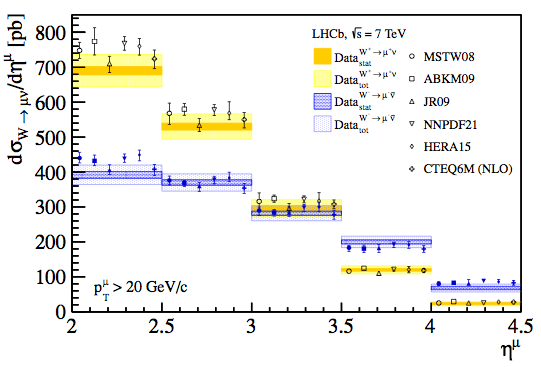 dσ_W → μν/dη^μ [pb]
800
700
600
500
400
300
200
100
0
LHCb, √s = 7 TeV
Data_stat^W⁺→ μ⁺ν
Data_tot^W⁺→ μ⁺ν
Data_stat^W⁻→ μ⁻ν̄
Data_tot^W⁻→ μ⁻ν̄
MSTW08
ABKM09
JR09
NNPDF21
HERA15
CTEQ6M (NLO)
p_T^μ > 20 GeV/c
2
2.5
3
3.5
4
4.5
η^μ